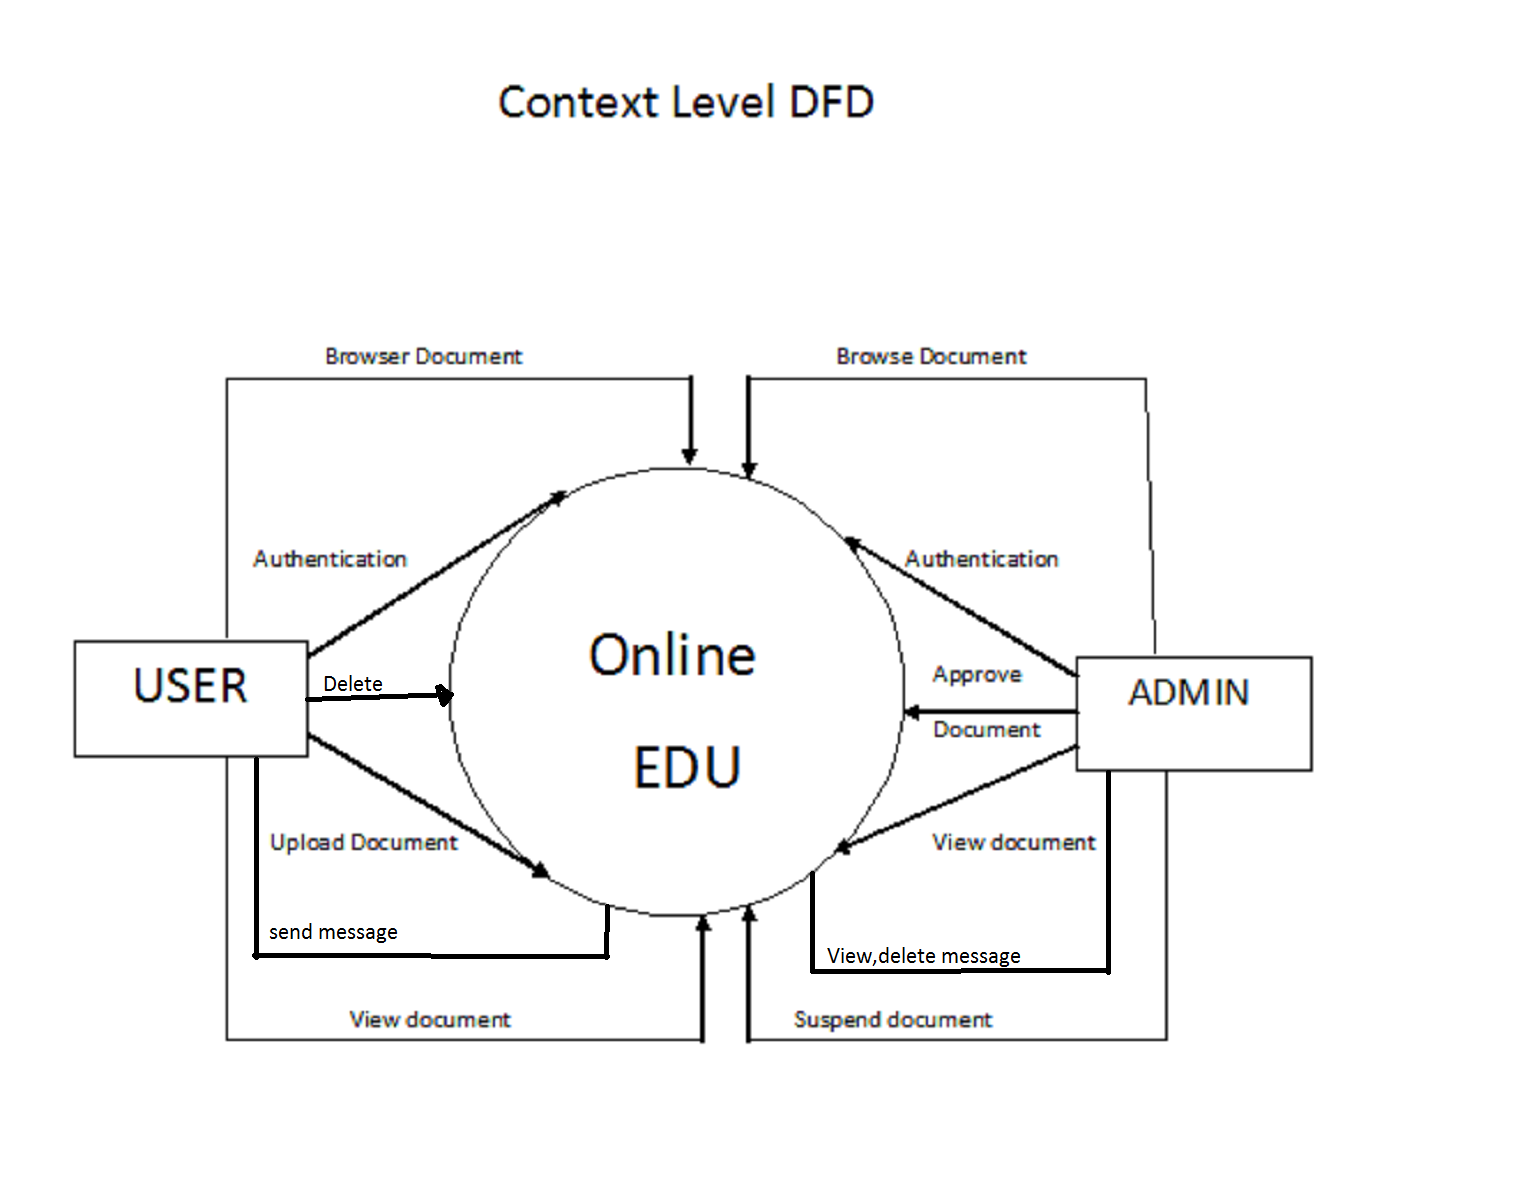 Context Level DFD
Browser Document
Browse Document
Authentication
Authentication
Online
EDU
USER
Delete
Approve
Document
ADMIN
Upload Document
View document
send message
View,delete message
View document
Suspend document